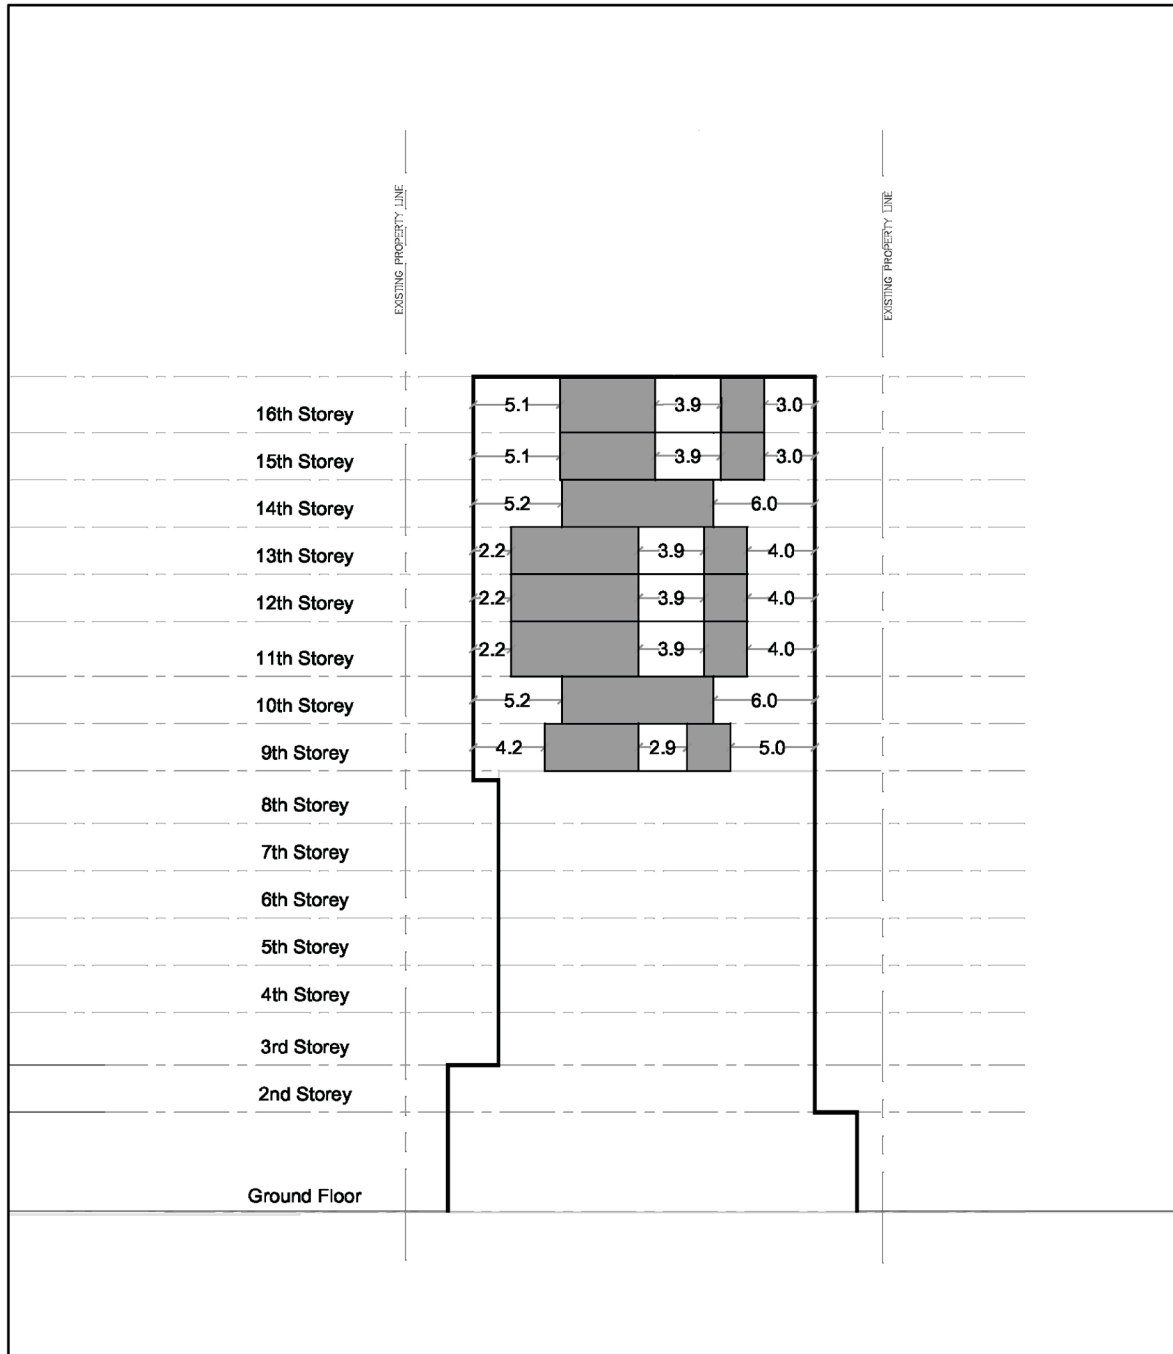 EXISTING PROPERTY LINE
EXISTING PROPERTY LINE
16th Storey 5.1 3.9 3.0
15th Storey 5.1 3.9 3.0
14th Storey 5.2 6.0
13th Storey 2.2 3.9 4.0
12th Storey 2.2 3.9 4.0
11th Storey 2.2 3.9 4.0
10th Storey 5.2 6.0
9th Storey 4.2 2.9 5.0
8th Storey
7th Storey
6th Storey
5th Storey
4th Storey
3rd Storey
2nd Storey
Ground Floor